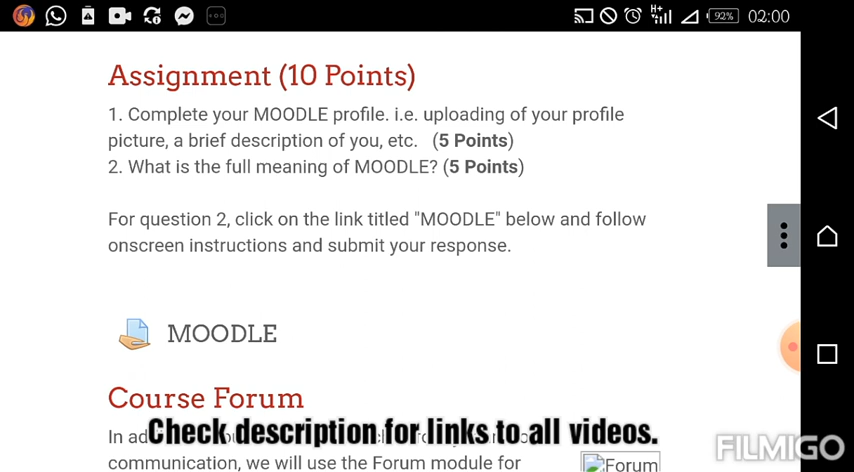 92% 02:00
Assignment (10 Points)
1. Complete your MOODLE profile. i.e. uploading of your profile
picture, a brief description of you, etc. (5 Points)
2. What is the full meaning of MOODLE? (5 Points)
For question 2, click on the link titled "MOODLE" below and follow
onscreen instructions and submit your response.
MOODLE
Course Forum
In ad
Check description for links to all videos.
communication, we will use the Forum module for
Forum
FILMIGO